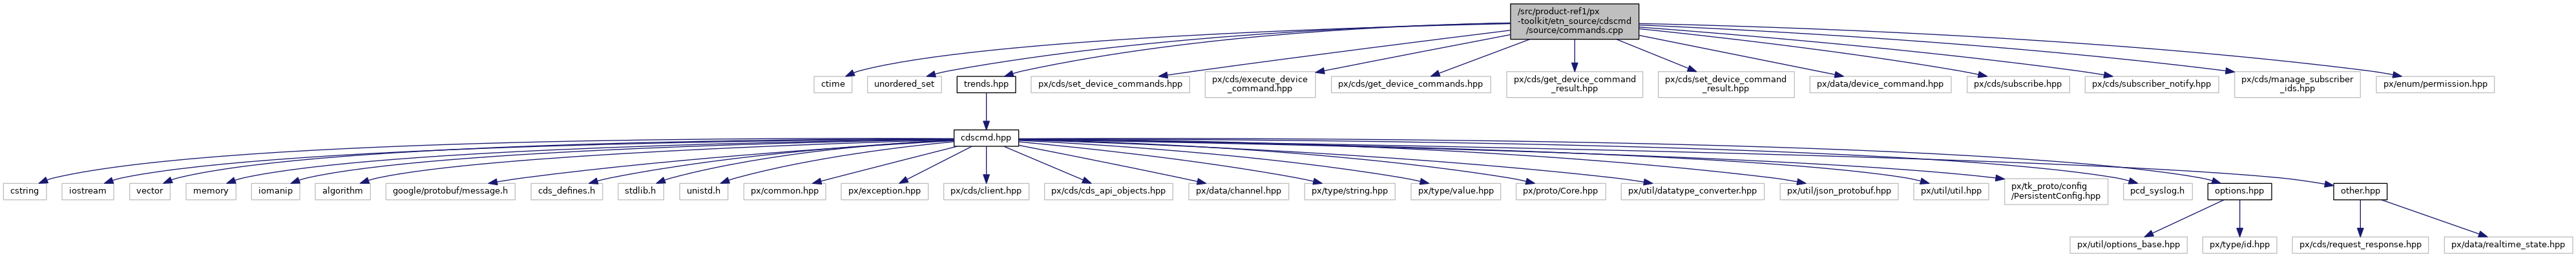 /src/product-ref1/px
-toolkit/etn_source/cdscmd
/source/commands.cpp
ctime
unordered_set
trends.hpp
px/cds/set_device_commands.hpp
px/cds/execute_device
_command.hpp
px/cds/get_device_commands.hpp
px/cds/get_device_command
_result.hpp
px/cds/set_device_command
_result.hpp
px/data/device_command.hpp
px/cds/subscribe.hpp
px/cds/subscriber_notify.hpp
px/cds/manage_subscriber
_ids.hpp
px/enum/permission.hpp
cdscmd.hpp
cstring
iostream
vector
memory
iomanip
algorithm
google/protobuf/message.h
cds_defines.h
stdlib.h
unistd.h
px/common.hpp
px/exception.hpp
px/cds/client.hpp
px/cds/cds_api_objects.hpp
px/data/channel.hpp
px/type/string.hpp
px/type/value.hpp
px/proto/Core.hpp
px/util/datatype_converter.hpp
px/util/json_protobuf.hpp
px/util/util.hpp
px/tk_proto/config
/PersistentConfig.hpp
pcd_syslog.h
options.hpp
other.hpp
px/util/options_base.hpp
px/type/id.hpp
px/cds/request_response.hpp
px/data/realtime_state.hpp